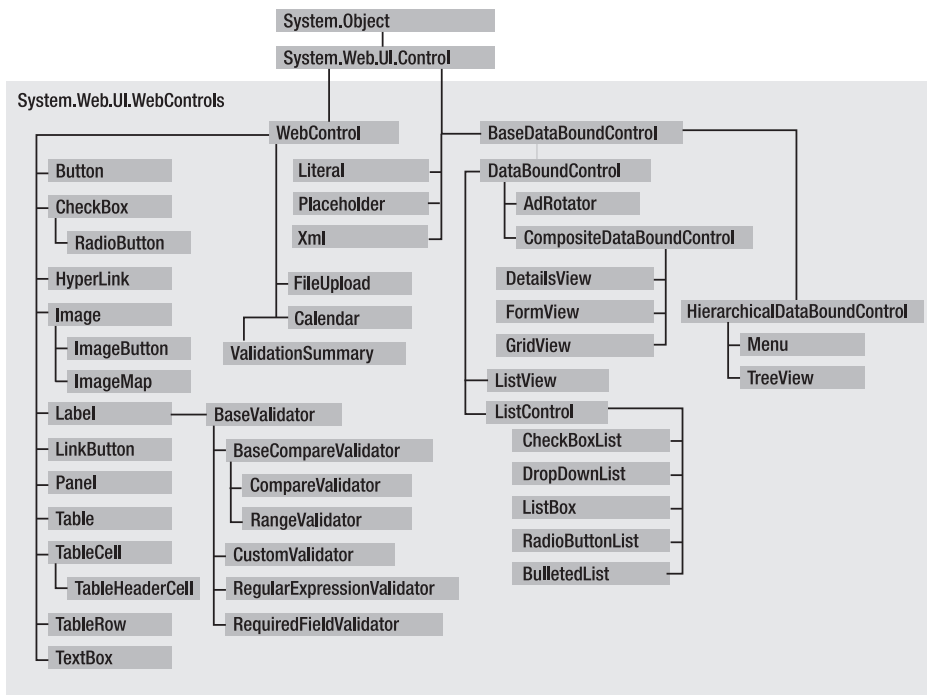 System.Object
System.Web.UI.Control
System.Web.UI.WebControls
WebControl
Button
CheckBox
RadioButton
HyperLink
Image
ImageButton
ImageMap
Label
LinkButton
Panel
Table
TableCell
TableHeaderCell
TableRow
TextBox
Literal
Placeholder
Xml
FileUpload
Calendar
ValidationSummary
BaseValidator
BaseCompareValidator
CompareValidator
RangeValidator
CustomValidator
RegularExpressionValidator
RequiredFieldValidator
BaseDataBoundControl
DataBoundControl
AdRotator
CompositeDataBoundControl
DetailsView
FormView
GridView
ListView
ListControl
CheckBoxList
DropDownList
ListBox
RadioButtonList
BulletedList
HierarchicalDataBoundControl
Menu
TreeView